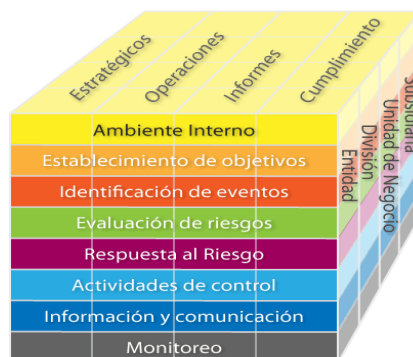 Estratégicos
Operaciones
Informes
Cumplimiento
Ambiente Interno
Establecimiento de objetivos
Identificación de eventos
Evaluación de riesgos
Respuesta al Riesgo
Actividades de control
Información y comunicación
Monitoreo
Entidad
División
Unidad de Negocio
Subsidiaria